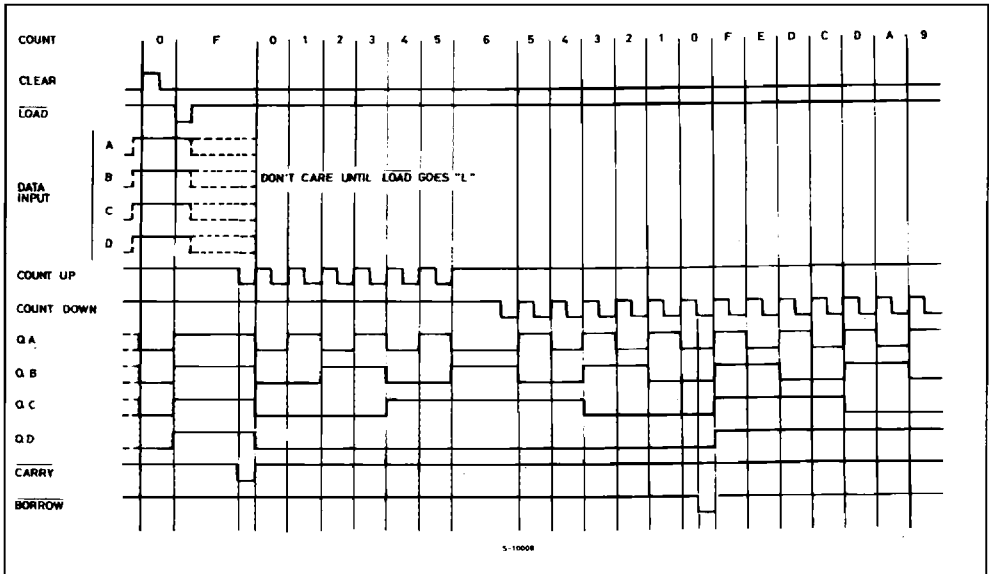 COUNT 0 F 0 1 2 3 4 5 6 5 4 3 2 1 0 F E D C D A 9
CLEAR
LOAD
A
B
DON'T CARE UNTIL LOAD GOES "L"
DATA
INPUT
C
D
COUNT UP
COUNT DOWN
Q A
Q B
Q C
Q D
CARRY
BORROW
S-10008